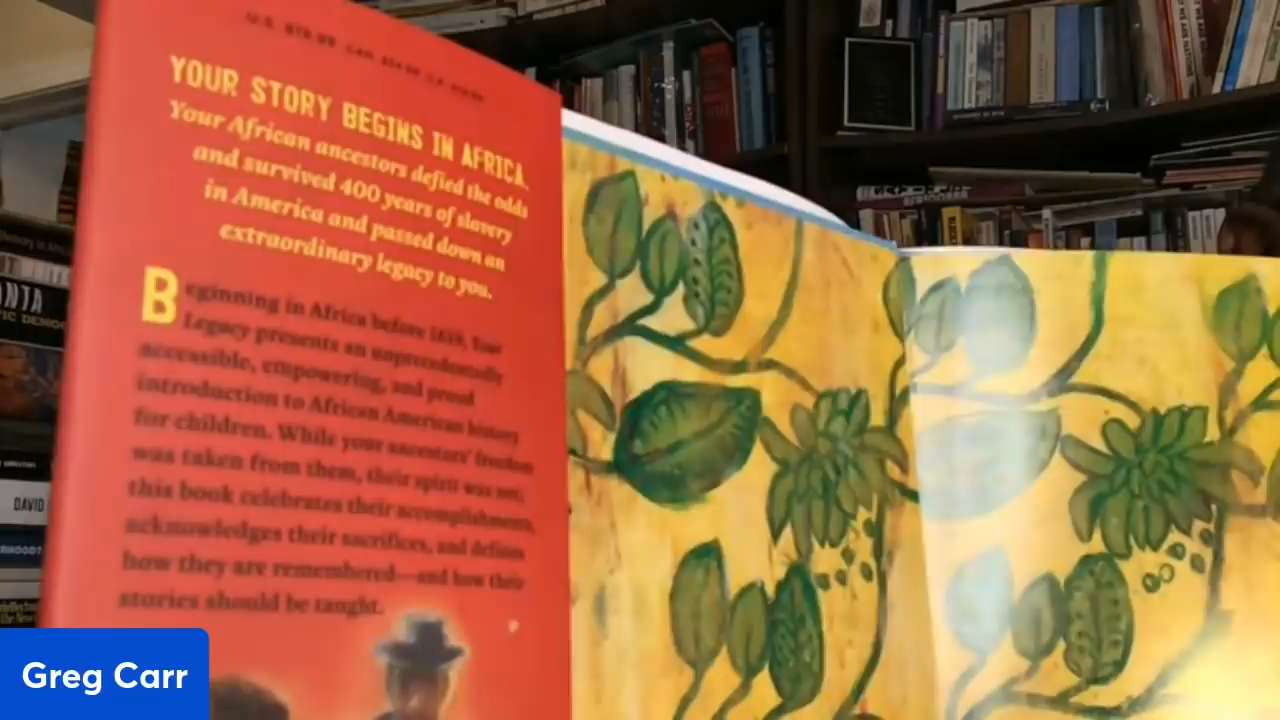 YOUR STORY BEGINS IN AFRICA.
Your African ancestors defied the odds
and survived 400 years of slavery
in America and passed down an
extraordinary legacy to you.
Beginning in Africa before 1619, Your
Legacy presents an unprecedentedly
accessible, empowering, and proud
introduction to African American history
for children. While your ancestors' freedom
was taken from them, their spirit was not;
this book celebrates their accomplishments,
acknowledges their sacrifices, and defines
how they are remembered—and how their
stories should be taught.
DAVID
Greg Carr